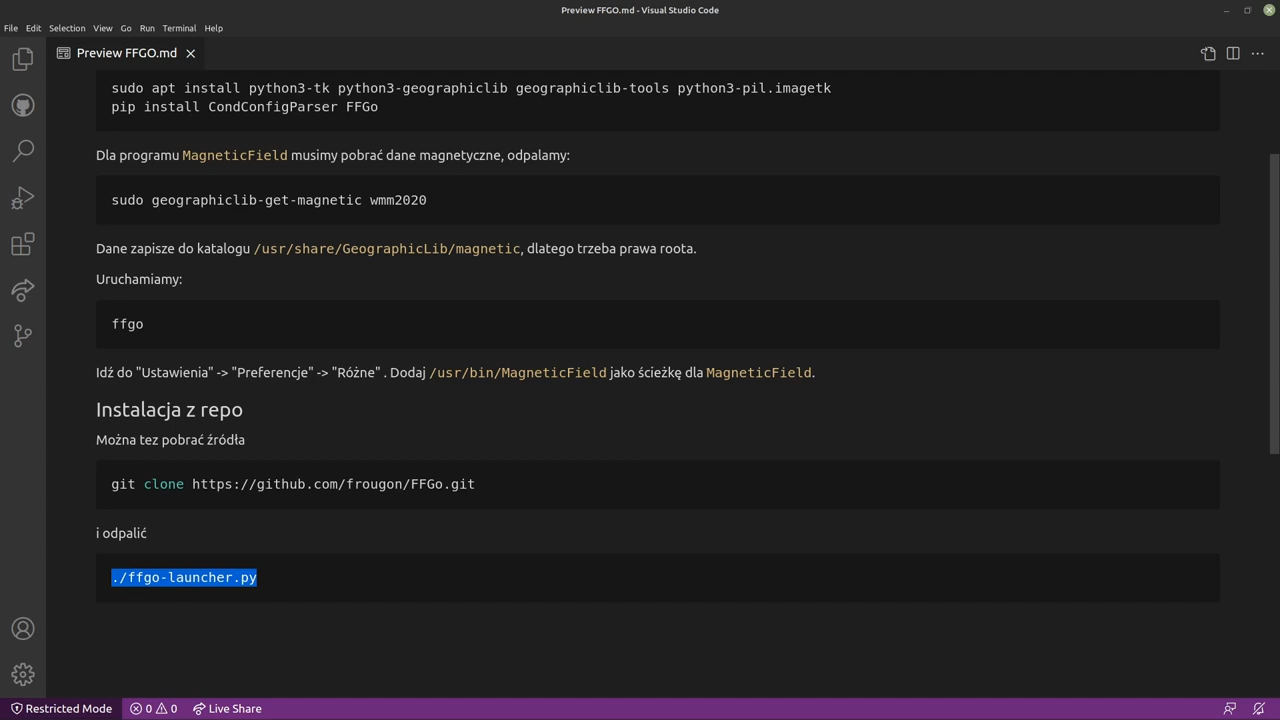 Preview FFGO.md - Visual Studio Code
File Edit Selection View Go Run Terminal Help
Preview FFGO.md
sudo apt install python3-tk python3-geographiclib geographiclib-tools python3-pil.imagetk
pip install CondConfigParser FFGo
Dla programu MagneticField musimy pobrać dane magnetyczne, odpalamy:
sudo geographiclib-get-magnetic wmm2020
Dane zapisze do katalogu /usr/share/GeographicLib/magnetic, dlatego trzeba prawa roota.
Uruchamiamy:
ffgo
Idź do "Ustawienia" -> "Preferencje" -> "Różne" . Dodaj /usr/bin/MagneticField jako ścieżkę dla MagneticField.
Instalacja z repo
Można tez pobrać źródła
git clone https://github.com/frougon/FFGo.git
i odpalić
./ffgo-launcher.py
Restricted Mode 0 0 Live Share